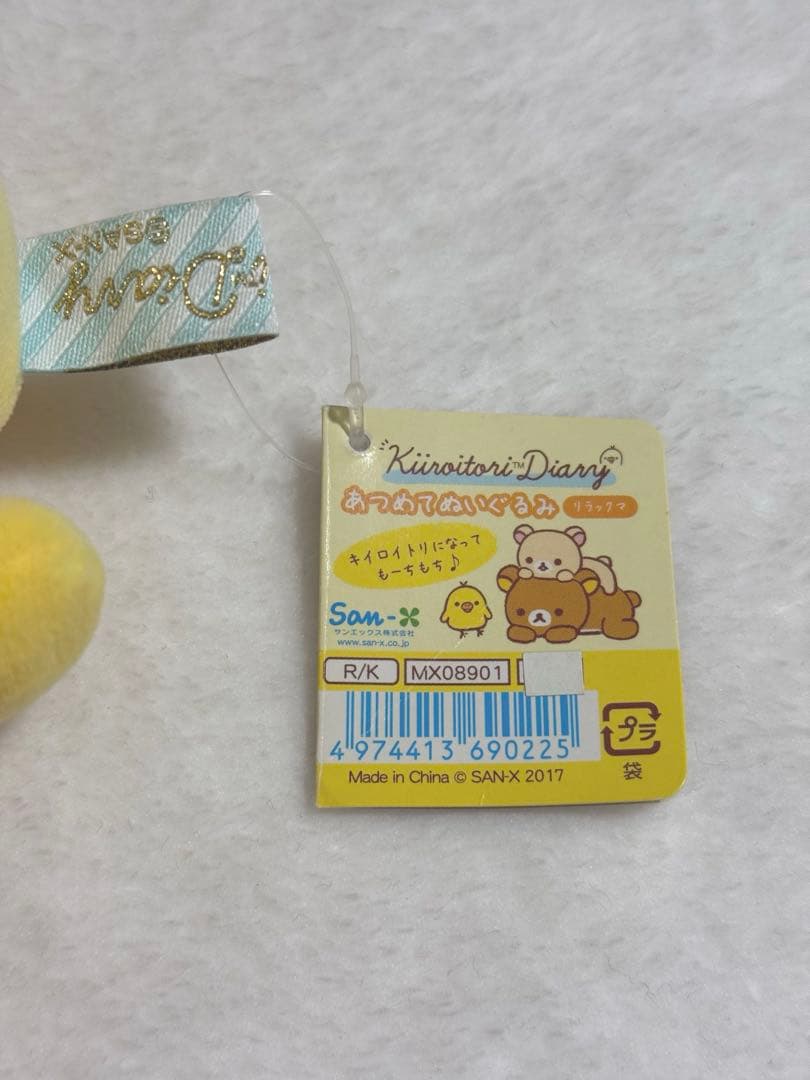 Diary
©SAN-X
Kiiroitori™Diary
あつめてぬいぐるみ リラックマ
キイロイトリになって
もーちもち♪
San-X
サンエックス株式会社
www.san-x.co.jp
R/K MX08901
4 974413 690225
プラ
袋
Made in China © SAN-X 2017